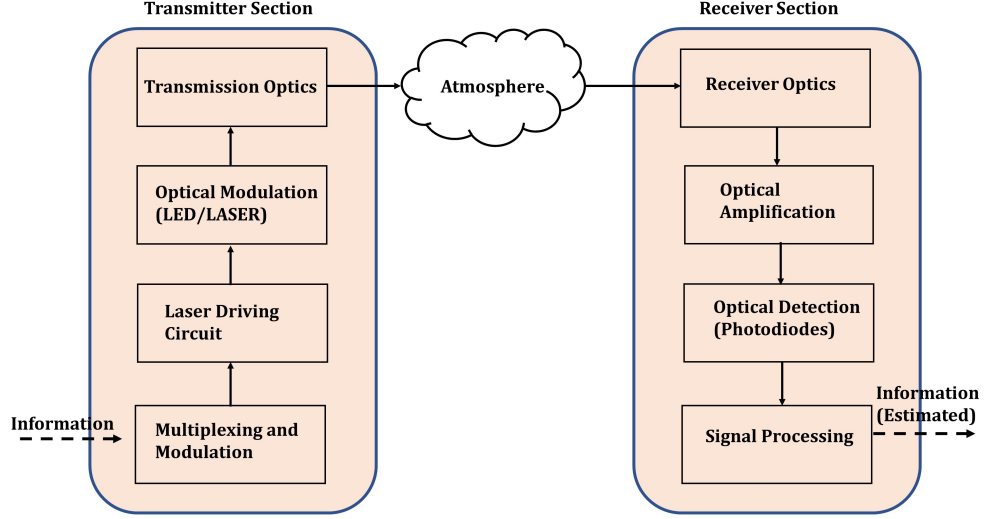 Transmitter Section
Receiver Section
Transmission Optics
Atmosphere
Receiver Optics
Optical Modulation
(LED/LASER)
Optical
Amplification
Laser Driving
Circuit
Optical Detection
(Photodiodes)
Information
Multiplexing and
Modulation
Signal Processing
Information
(Estimated)